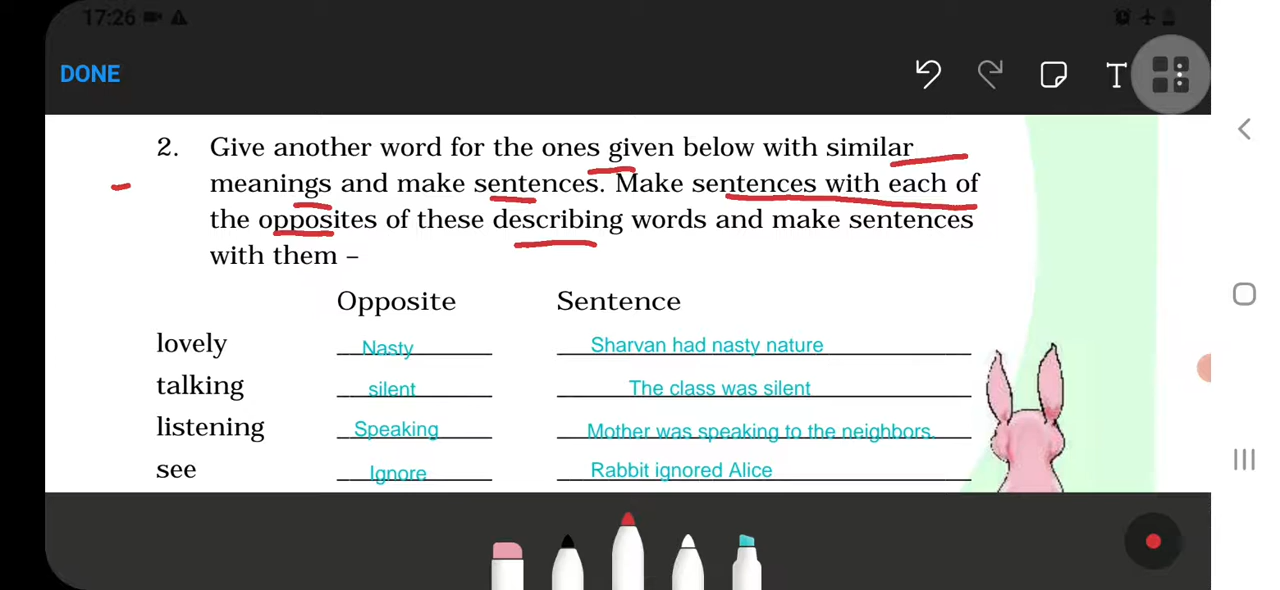 17:26
DONE T
2. Give another word for the ones given below with similar
meanings and make sentences. Make sentences with each of
the opposites of these describing words and make sentences
with them –
Opposite Sentence
lovely Nasty Sharvan had nasty nature
talking silent The class was silent
listening Speaking Mother was speaking to the neighbors.
see Ignore Rabbit ignored Alice